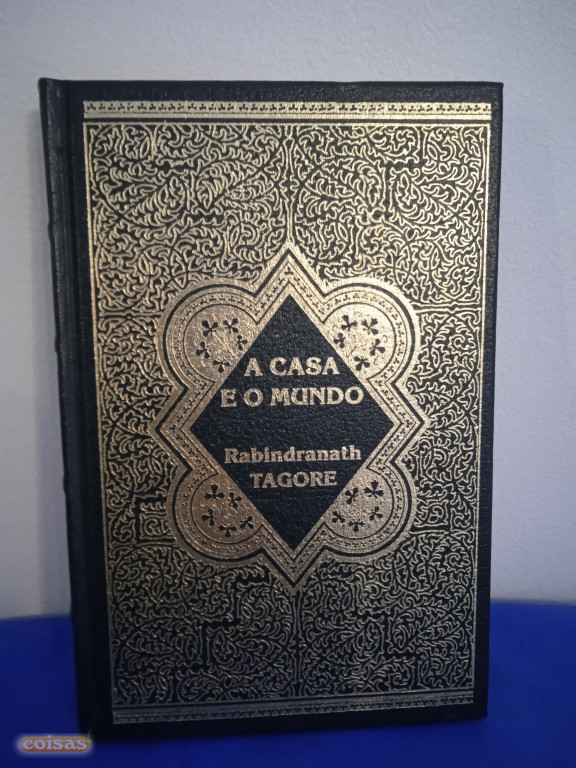 A CASA
E O MUNDO
Rabindranath
TAGORE
coisas